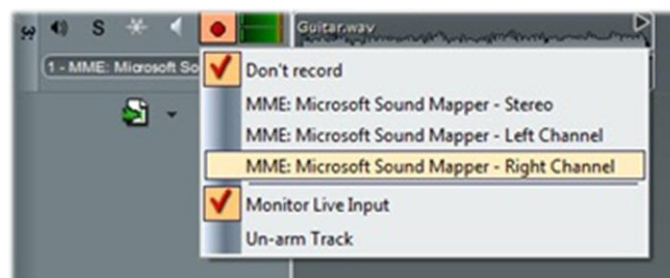 3
S
Guitar.wav
1 - MME: Microsoft So
Don't record
MME: Microsoft Sound Mapper - Stereo
MME: Microsoft Sound Mapper - Left Channel
MME: Microsoft Sound Mapper - Right Channel
Monitor Live Input
Un-arm Track